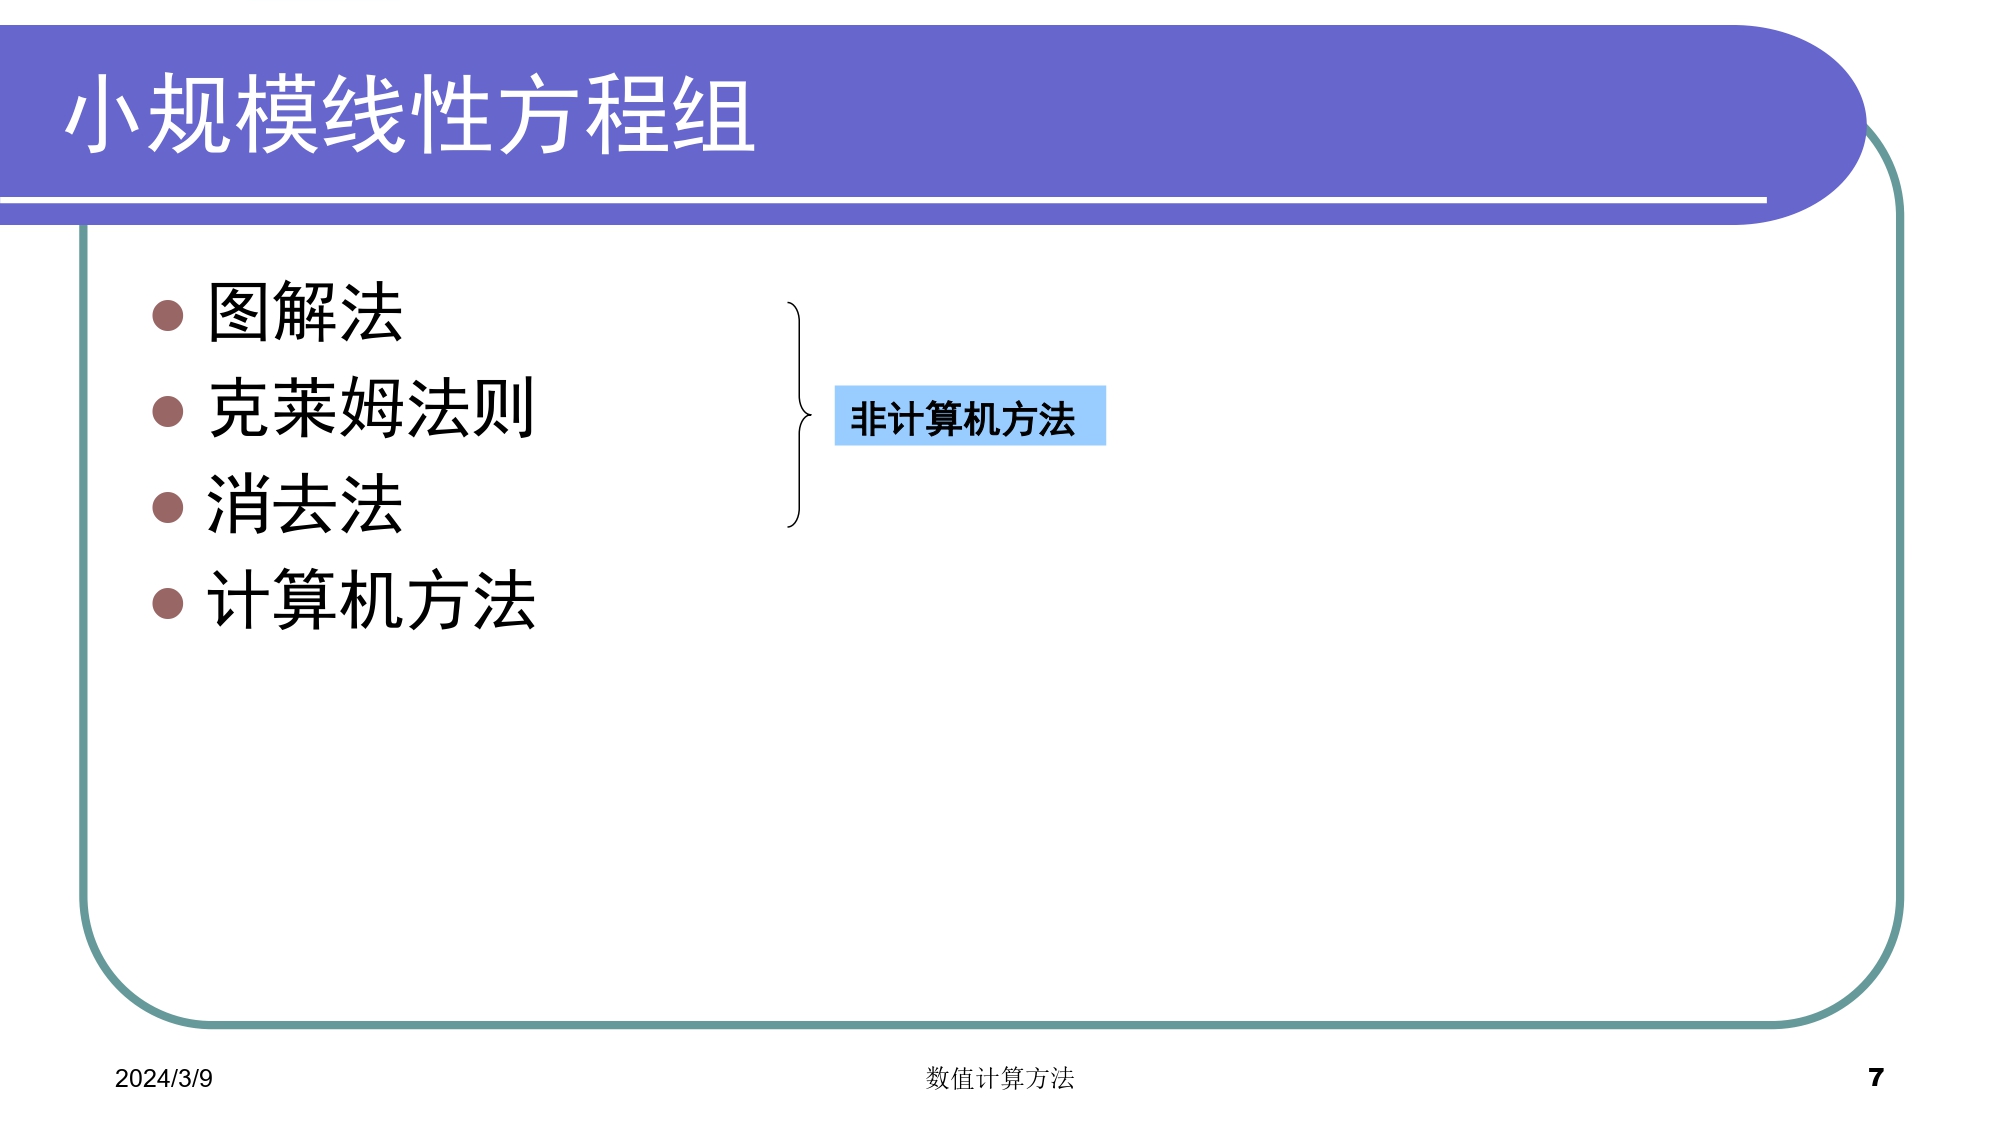 小规模线性方程组
图解法
克莱姆法则
消去法
计算机方法
非计算机方法
2024/3/9
数值计算方法
7